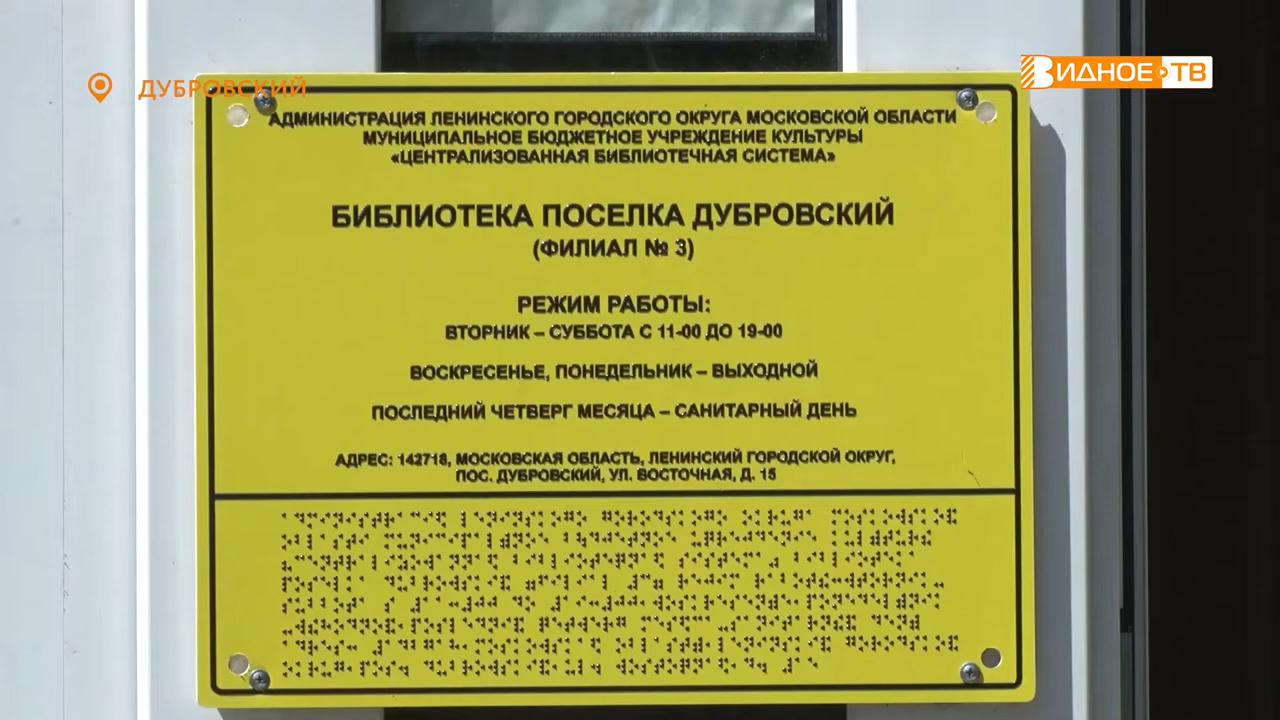 ДУБРОВСКИЙ
ВИДНОЕ ТВ
АДМИНИСТРАЦИЯ ЛЕНИНСКОГО ГОРОДСКОГО ОКРУГА МОСКОВСКОЙ ОБЛАСТИ
МУНИЦИПАЛЬНОЕ БЮДЖЕТНОЕ УЧРЕЖДЕНИЕ КУЛЬТУРЫ
«ЦЕНТРАЛИЗОВАННАЯ БИБЛИОТЕЧНАЯ СИСТЕМА»
БИБЛИОТЕКА ПОСЕЛКА ДУБРОВСКИЙ
(ФИЛИАЛ № 3)
РЕЖИМ РАБОТЫ:
ВТОРНИК – СУББОТА С 11-00 ДО 19-00
ВОСКРЕСЕНЬЕ, ПОНЕДЕЛЬНИК – ВЫХОДНОЙ
ПОСЛЕДНИЙ ЧЕТВЕРГ МЕСЯЦА – САНИТАРНЫЙ ДЕНЬ
АДРЕС: 142718, МОСКОВСКАЯ ОБЛАСТЬ, ЛЕНИНСКИЙ ГОРОДСКОЙ ОКРУГ,
ПОС. ДУБРОВСКИЙ, УЛ. ВОСТОЧНАЯ, Д. 15